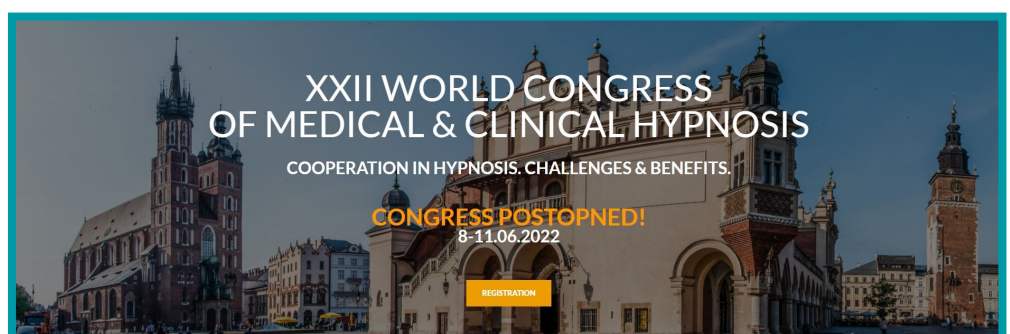 XXII WORLD CONGRESS
OF MEDICAL & CLINICAL HYPNOSIS
COOPERATION IN HYPNOSIS. CHALLENGES & BENEFITS.
CONGRESS POSTOPNED!
8-11.06.2022
REGISTRATION